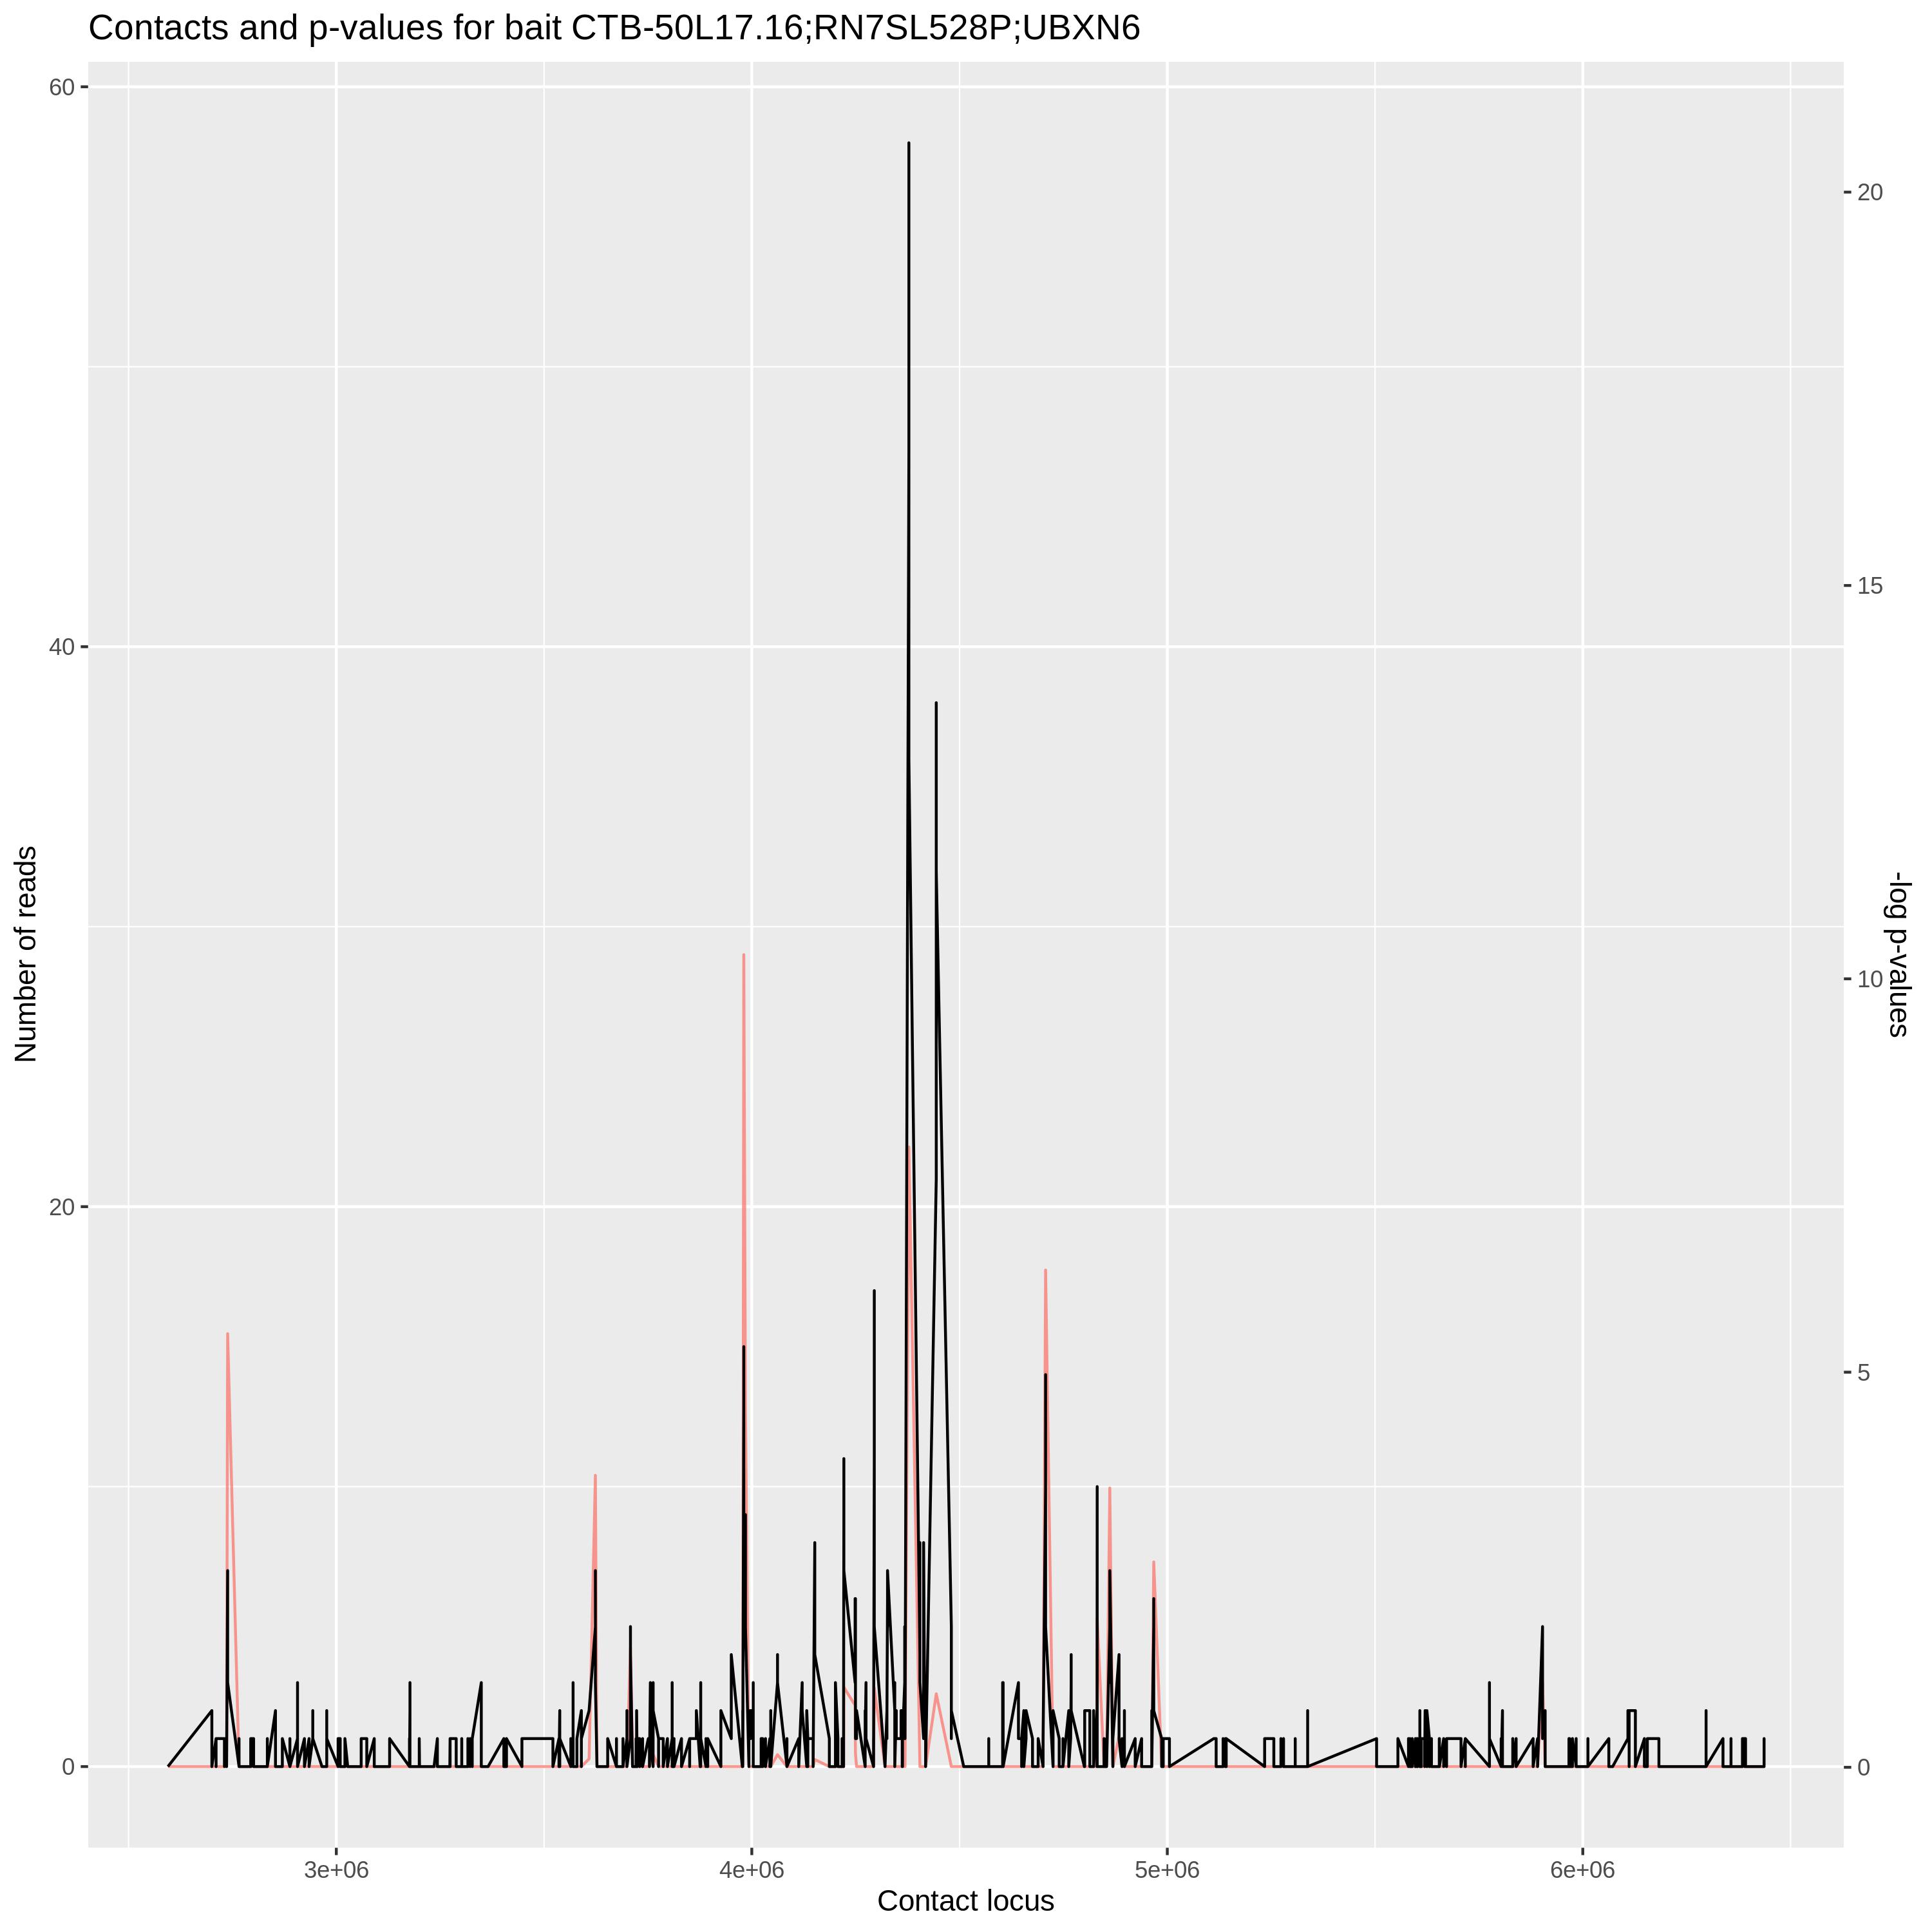 Contacts and p-values for bait CTB-50L17.16;RN7SL528P;UBXN6
60
40
20
0
Number of reads
20
15
10
5
0
-log p-values
3e+06
4e+06
5e+06
6e+06
Contact locus